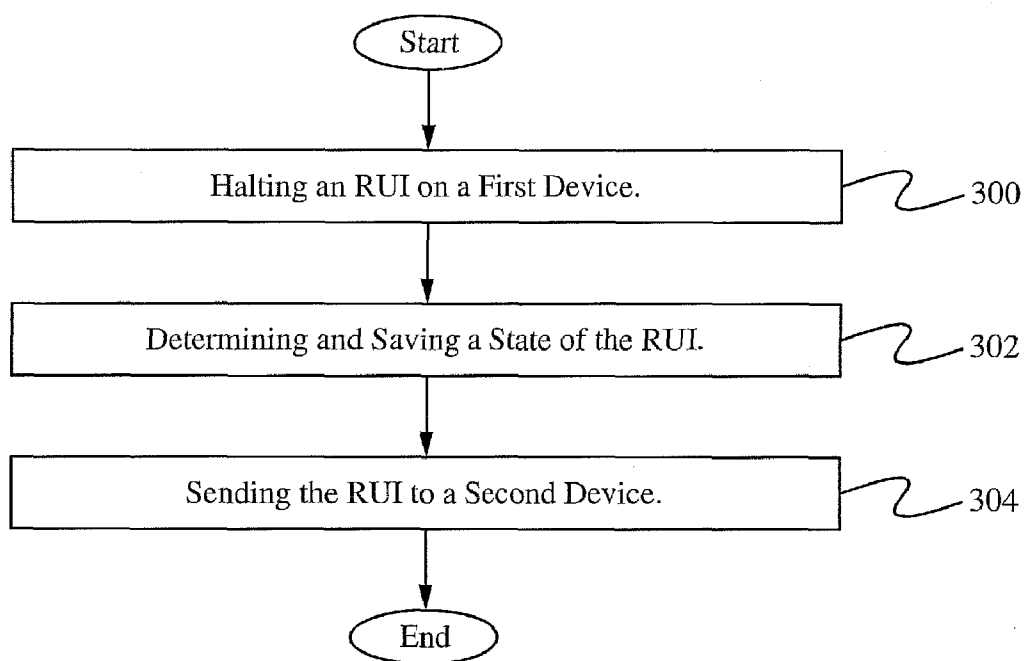 Start
Halting an RUI on a First Device.
300
Determining and Saving a State of the RUI.
302
Sending the RUI to a Second Device.
304
End